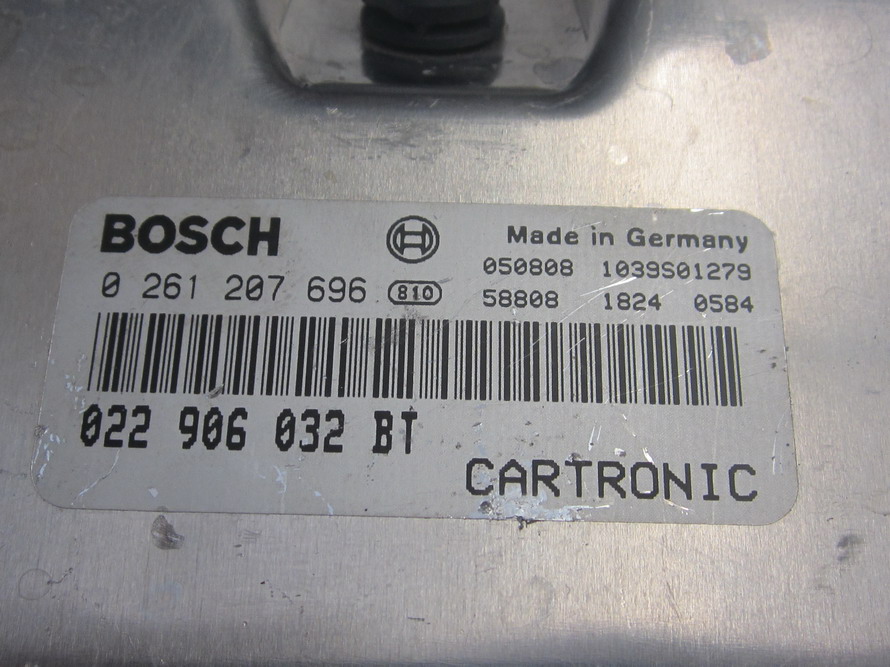 BOSCH Made in Germany
050808 1039S01279
0 261 207 696 810 58808 1824 0584
022 906 032 BT
CARTRONIC